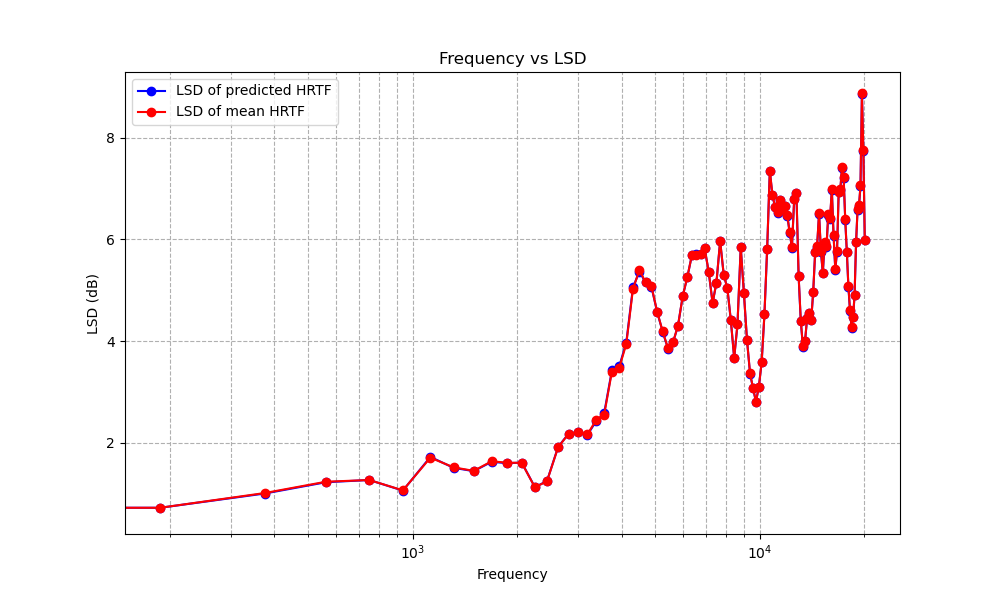 Frequency vs LSD
LSD of predicted HRTF
LSD of mean HRTF
8
6
4
2
LSD (dB)
10³
10⁴
Frequency